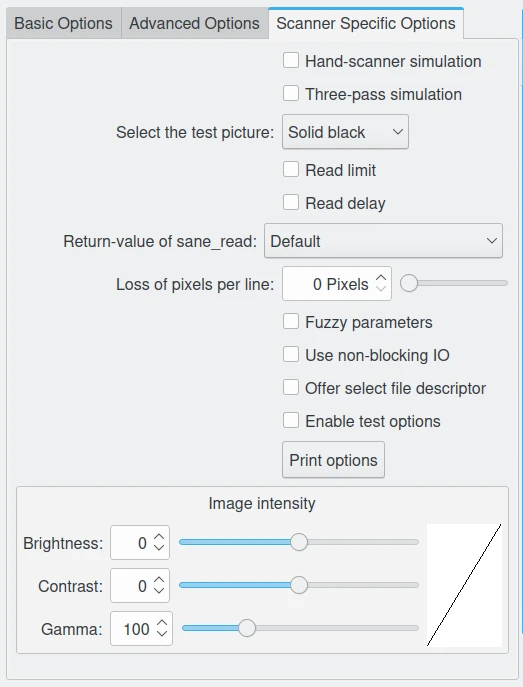 Basic Options Advanced Options Scanner Specific Options
Hand-scanner simulation
Three-pass simulation
Select the test picture: Solid black
Read limit
Read delay
Return-value of sane_read: Default
Loss of pixels per line: 0 Pixels
Fuzzy parameters
Use non-blocking IO
Offer select file descriptor
Enable test options
Print options
Image intensity
Brightness: 0
Contrast: 0
Gamma: 100